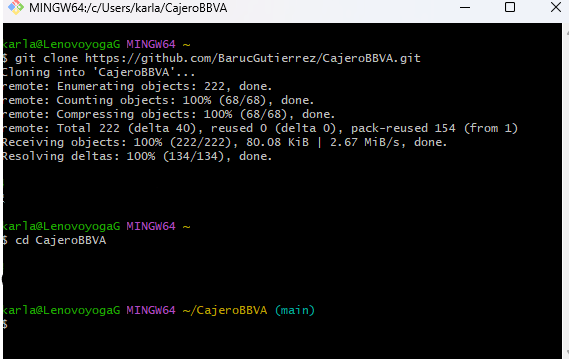 MINGW64:/c/Users/karla/CajeroBBVA
karla@LenovoyogaG MINGW64 ~
$ git clone https://github.com/BarucGutierrez/CajeroBBVA.git
Cloning into 'CajeroBBVA'...
remote: Enumerating objects: 222, done.
remote: Counting objects: 100% (68/68), done.
remote: Compressing objects: 100% (68/68), done.
remote: Total 222 (delta 40), reused 0 (delta 0), pack-reused 154 (from 1)
Receiving objects: 100% (222/222), 80.08 KiB | 2.67 MiB/s, done.
Resolving deltas: 100% (134/134), done.
karla@LenovoyogaG MINGW64 ~
$ cd CajeroBBVA
karla@LenovoyogaG MINGW64 ~/CajeroBBVA (main)
$